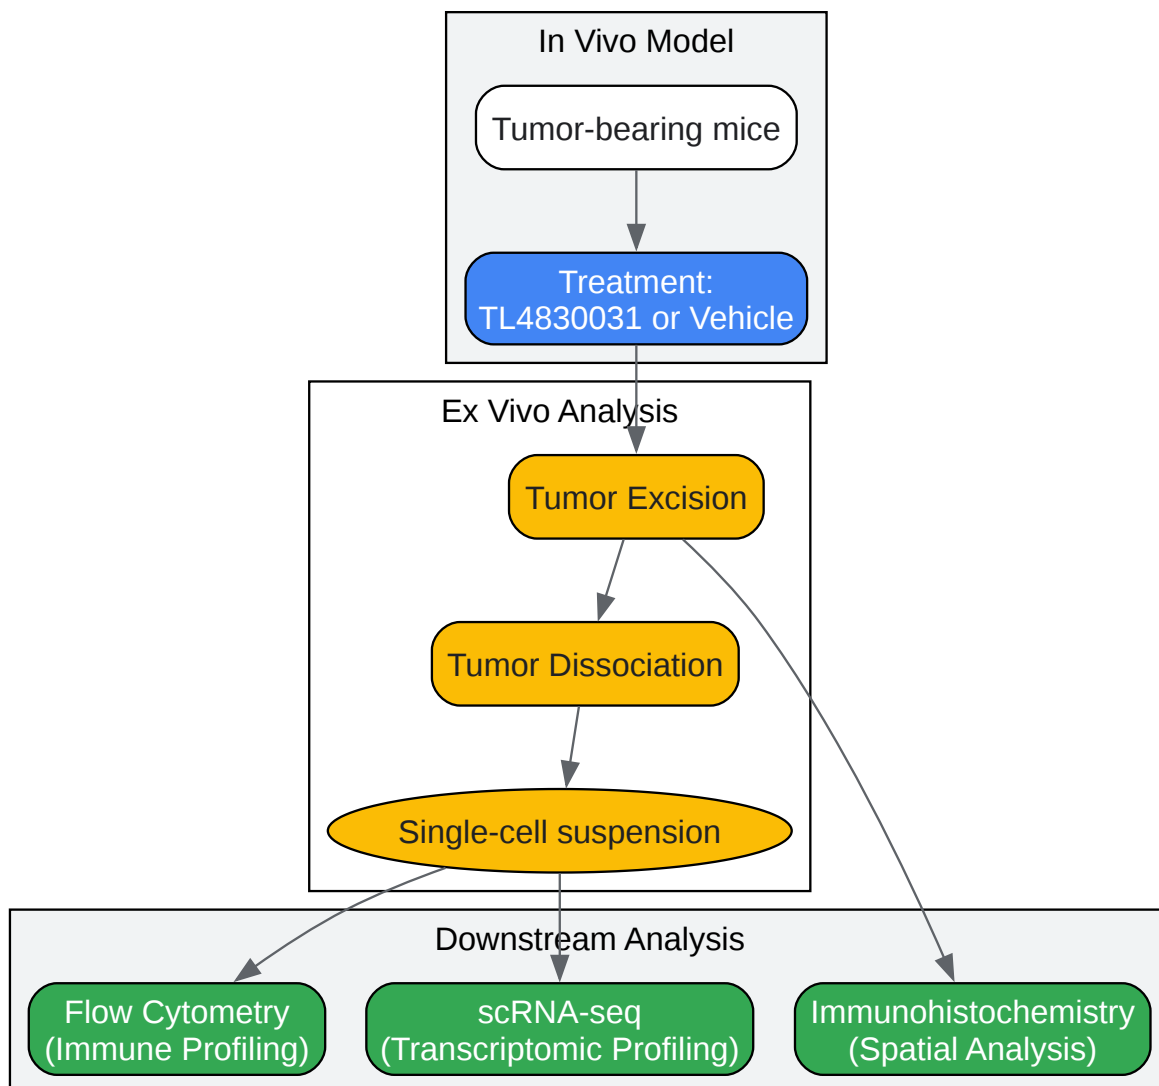 In Vivo Model
Tumor-bearing mice
Treatment:
TL4830031 or Vehicle
Ex Vivo Analysis
Tumor Excision
Tumor Dissociation
Single-cell suspension
Downstream Analysis
Flow Cytometry
(Immune Profiling)
scRNA-seq
(Transcriptomic Profiling)
Immunohistochemistry
(Spatial Analysis)